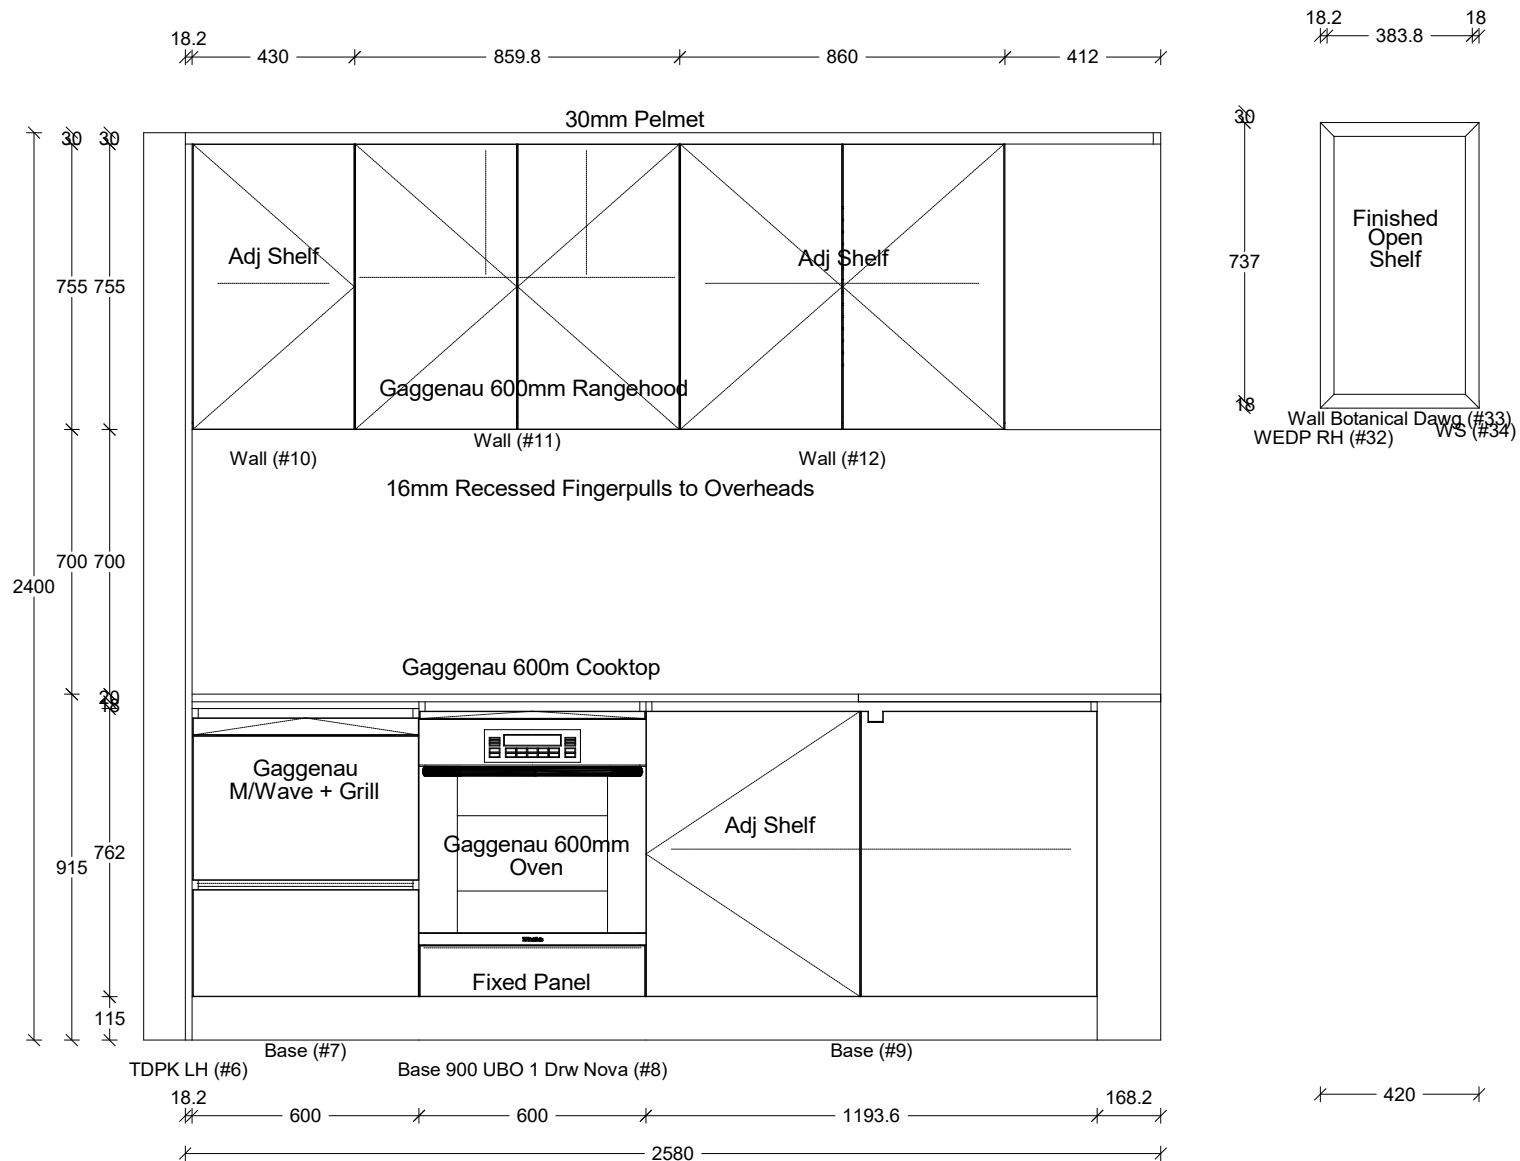 18.2 18
383.8
18.2
430 859.8 860 412
30mm Pelmet
30 30
30
Adj Shelf
Adj Shelf
Finished
Open
Shelf
755 755
737
Gaggenau 600mm Rangehood
18
Wall (#11)
Wall Botanical Dawg (#33)
WEDP RH (#32)
WS (#34)
Wall (#10)
Wall (#12)
16mm Recessed Fingerpulls to Overheads
700 700
2400
Gaggenau 600m Cooktop
20
18
Gaggenau
M/Wave + Grill
Adj Shelf
Gaggenau 600mm
Oven
762
915
Fixed Panel
115
Base (#7)
Base (#9)
TDPK LH (#6)
Base 900 UBO 1 Drw Nova (#8)
18.2
168.2
600 600 1193.6
420
2580